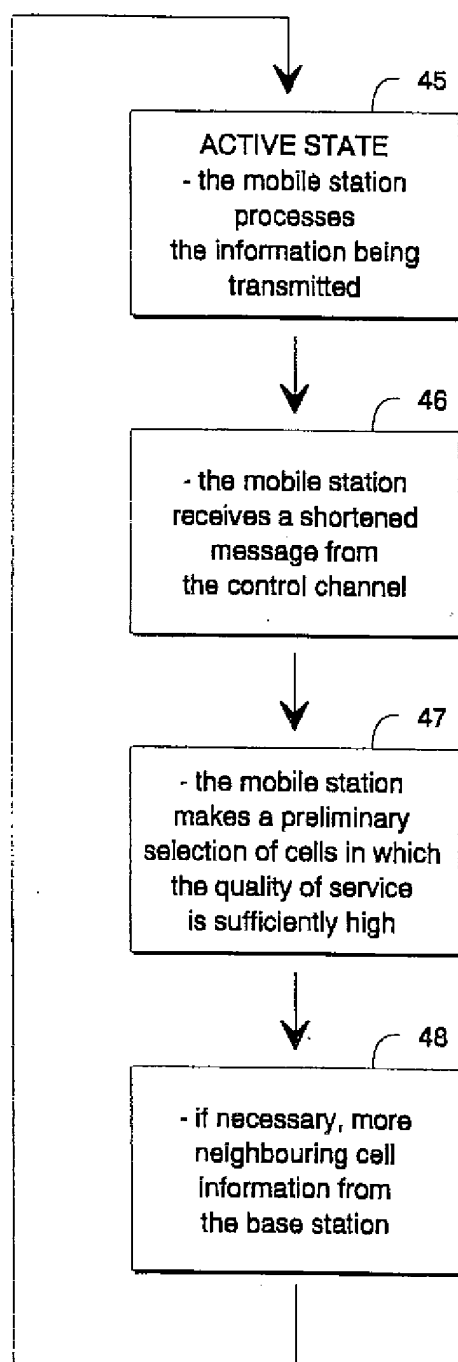 45
ACTIVE STATE
- the mobile station
processes
the information being
transmitted
46
- the mobile station
receives a shortened
message from
the control channel
47
- the mobile station
makes a preliminary
selection of cells in which
the quality of service
is sufficiently high
48
- if necessary, more
neighbouring cell
information from
the base station